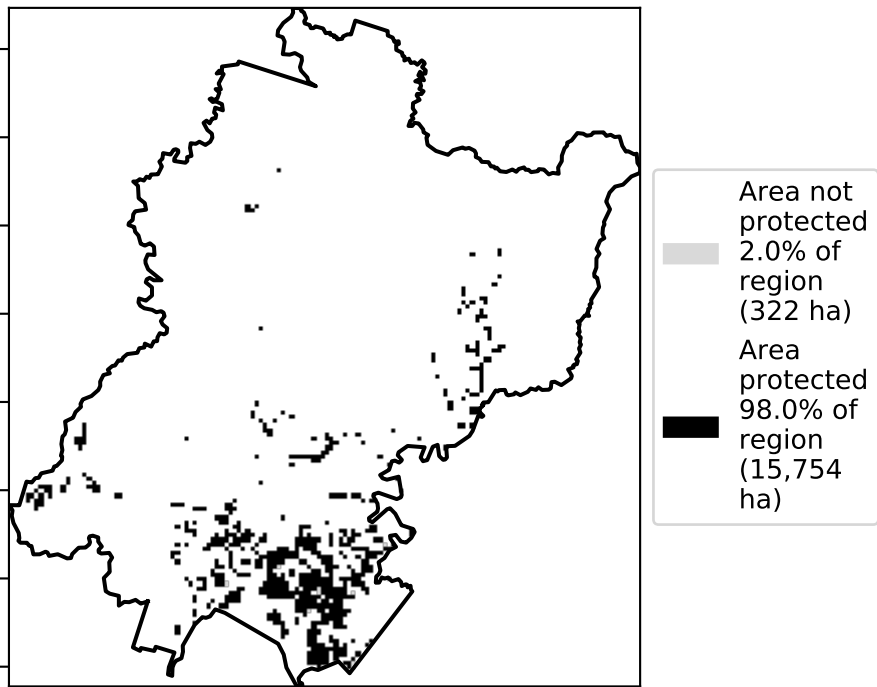 Area not
protected
2.0% of
region
(322 ha)
Area
protected
98.0% of
region
(15,754
ha)